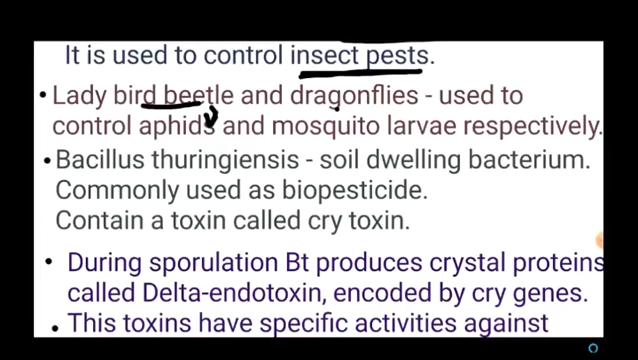 It is used to control insect pests.
• Lady bird beetle and dragonflies - used to
control aphids and mosquito larvae respectively.
• Bacillus thuringiensis - soil dwelling bacterium.
Commonly used as biopesticide.
Contain a toxin called cry toxin.
• During sporulation Bt produces crystal proteins
called Delta-endotoxin, encoded by cry genes.
• This toxins have specific activities against